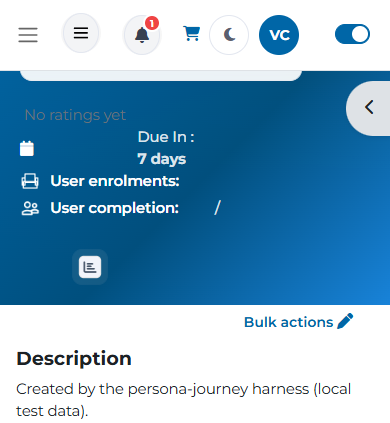 1
VC
No ratings yet
Due In :
7 days
User enrolments:
User completion: /
Bulk actions
Description
Created by the persona-journey harness (local
test data).